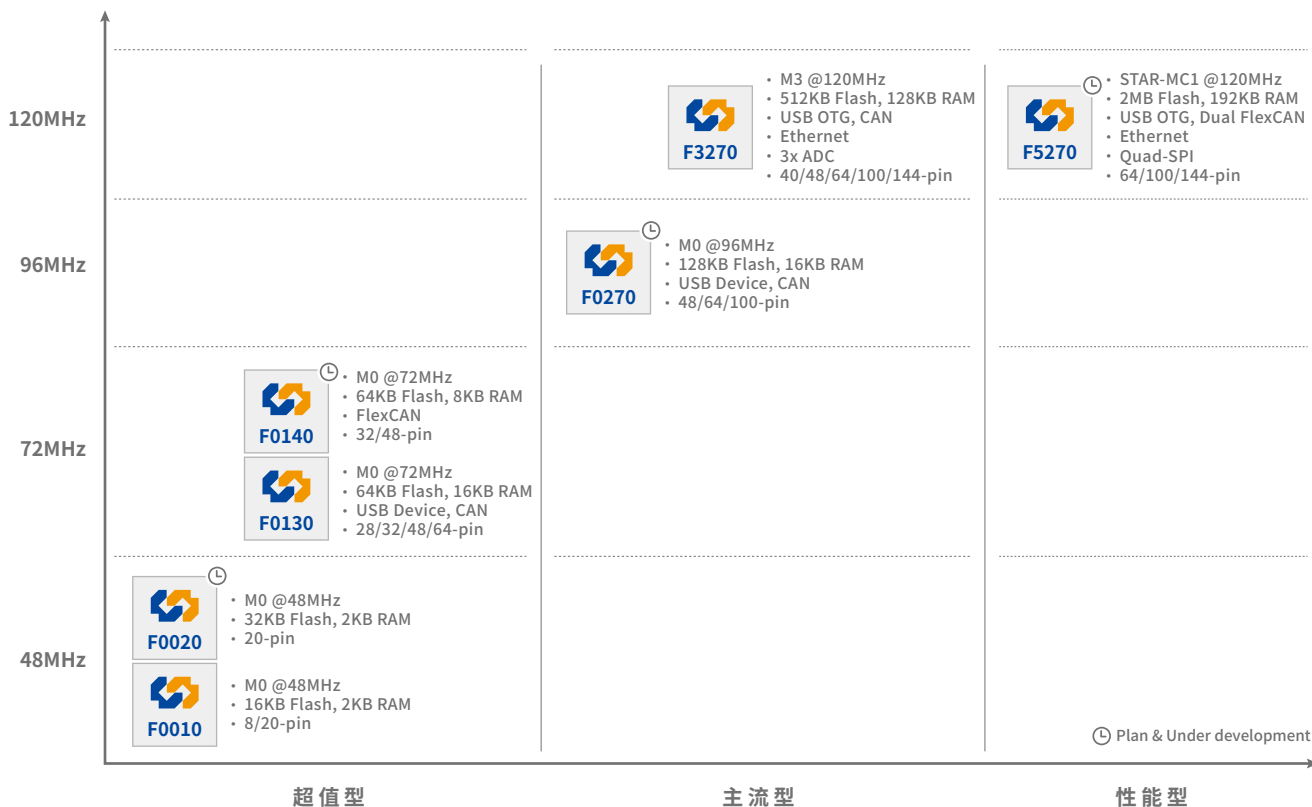 120MHz
F3270
• M3 @120MHz
• 512KB Flash, 128KB RAM
• USB OTG, CAN
• Ethernet
• 3x ADC
• 40/48/64/100/144-pin
F5270
• STAR-MC1 @120MHz
• 2MB Flash, 192KB RAM
• USB OTG, Dual FlexCAN
• Ethernet
• Quad-SPI
• 64/100/144-pin
96MHz
F0270
• M0 @96MHz
• 128KB Flash, 16KB RAM
• USB Device, CAN
• 48/64/100-pin
72MHz
F0140
• M0 @72MHz
• 64KB Flash, 8KB RAM
• FlexCAN
• 32/48-pin
F0130
• M0 @72MHz
• 64KB Flash, 16KB RAM
• USB Device, CAN
• 28/32/48/64-pin
48MHz
F0020
• M0 @48MHz
• 32KB Flash, 2KB RAM
• 20-pin
F0010
• M0 @48MHz
• 16KB Flash, 2KB RAM
• 8/20-pin
Plan & Under development
超值型
主流型
性能型